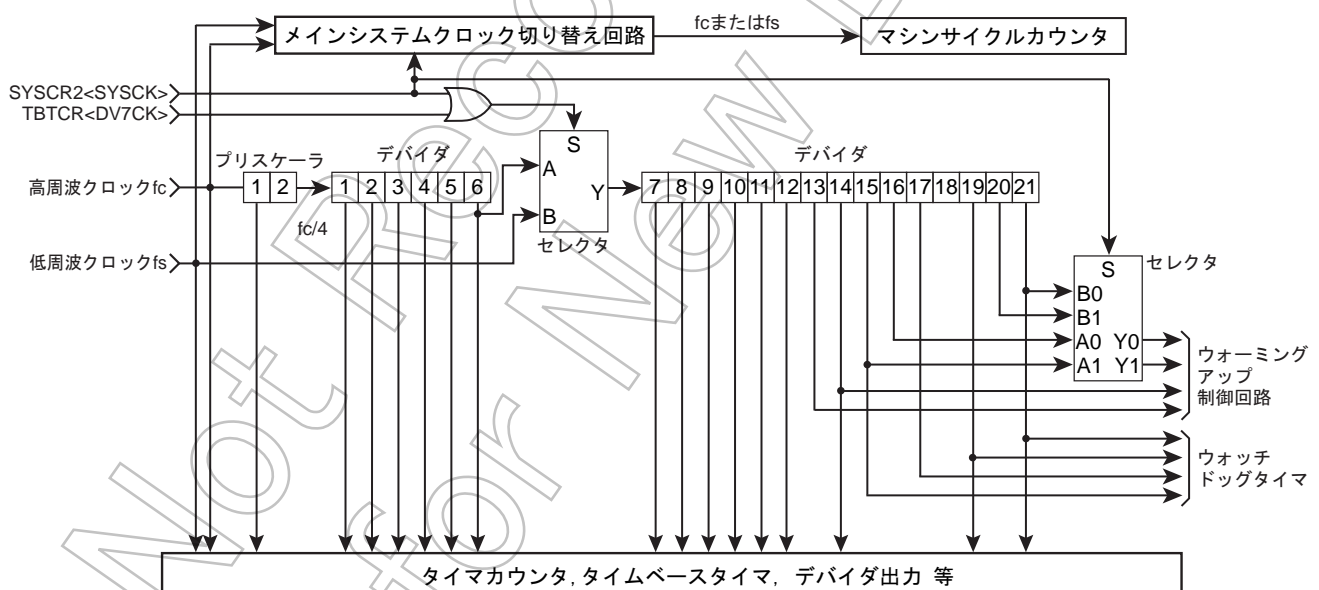 メインシステムクロック切り替え回路
fcまたはfs
マシンサイクルカウンタ
SYSCR2<SYSCK>
TBTCR<DV7CK>
プリスケーラ
デバイダ
S
A
B
Y
セレクタ
デバイダ
高周波クロックfc
1 2
1 2 3 4 5 6
7 8 9 10 11 12 13 14 15 16 17 18 19 20 21
fc/4
低周波クロックfs
S
セレクタ
B0
B1
A0 Y0
A1 Y1
ウォーミング
アップ
制御回路
ウォッチ
ドッグタイマ
タイマカウンタ, タイムベースタイマ, デバイダ出力 等